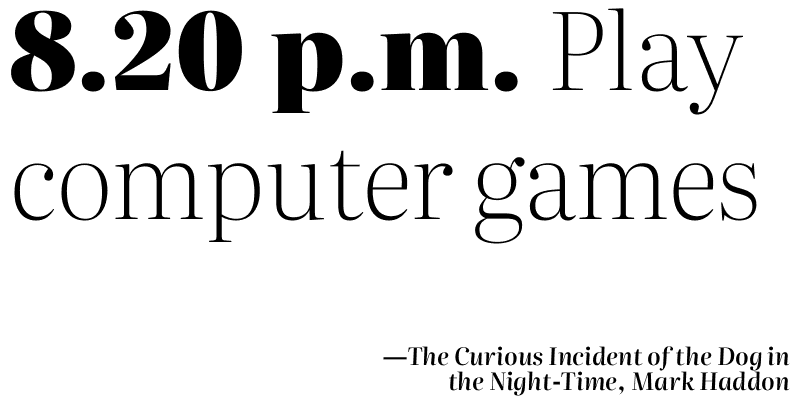 8.20 p.m. Play
computer games
—The Curious Incident of the Dog in
the Night-Time, Mark Haddon